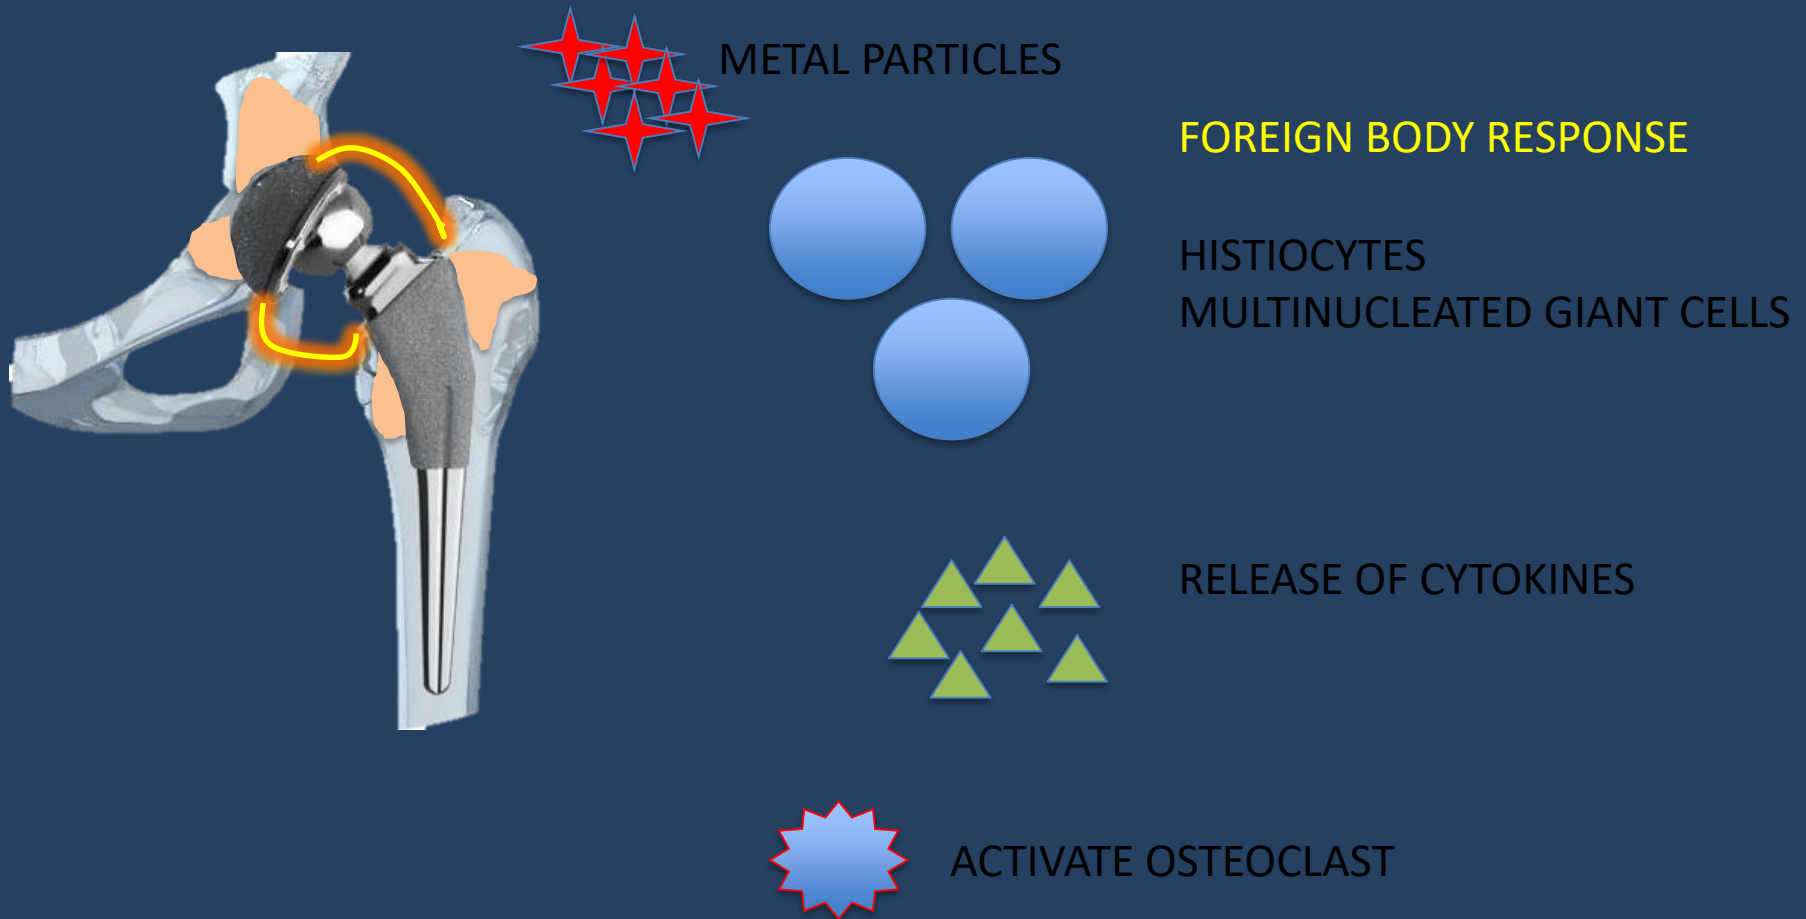 METAL PARTICLES
FOREIGN BODY RESPONSE
HISTIOCYTES
MULTINUCLEATED GIANT CELLS
RELEASE OF CYTOKINES
ACTIVATE OSTEOCLAST